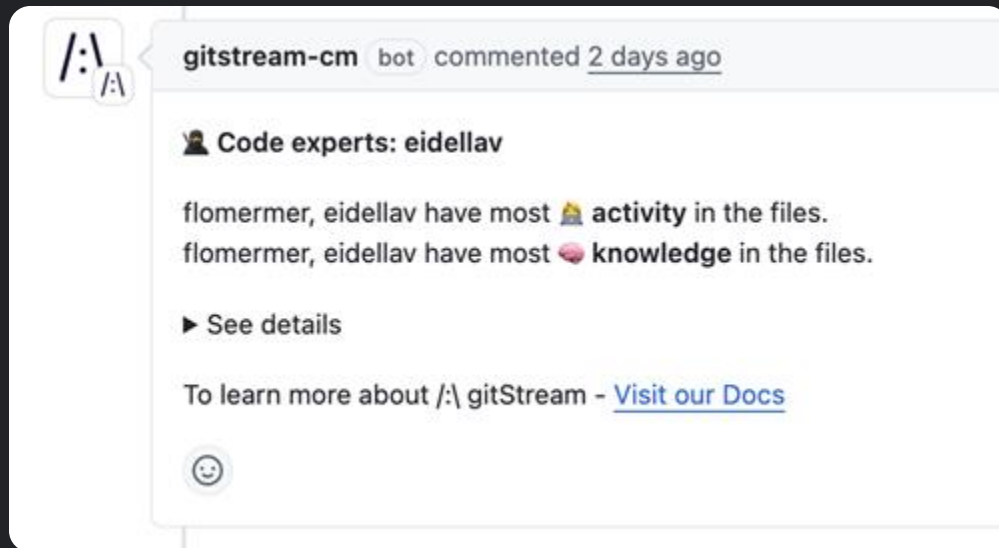 /:\
/:\
gitstream-cm bot commented 2 days ago
🥷 Code experts: eidellav
flomermer, eidellav have most 👩‍💻 activity in the files.
flomermer, eidellav have most 🧠 knowledge in the files.
▶ See details
To learn more about /:\ gitStream - Visit our Docs